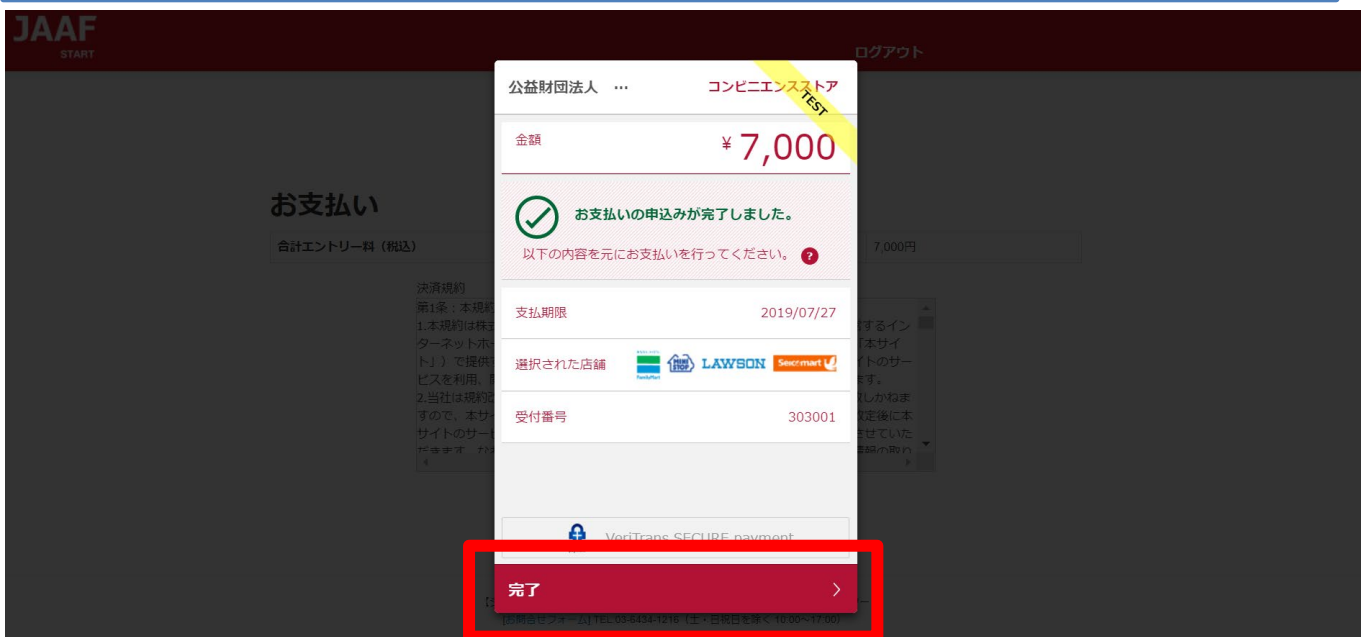 JAAF
START
ログアウト
公益財団法人 … コンビニエンスストア
TEST
金額 ¥ 7,000
お支払い
お支払いの申込みが完了しました。
合計エントリー料（税込） 7,000円
以下の内容を元にお支払いを行ってください。 ?
決済規約
第1条：本規約
支払期限 2019/07/27
1.本規約は株式 するイン
ターネットホー 「本サイ
ト」）で提供 イトのサー
選択された店舗 FamilyMart MINI STOP LAWSON Seicomart
ビスを利用、 ます。
2.当社は規約 しかねま
すので、本サイ 改定後に本
受付番号 303001
サイトのサービ させていた
VeriTrans SECURE payment
完了
[お問合せフォーム] TEL:03-6434-1216（土・日祝日を除く 10:00～17:00）